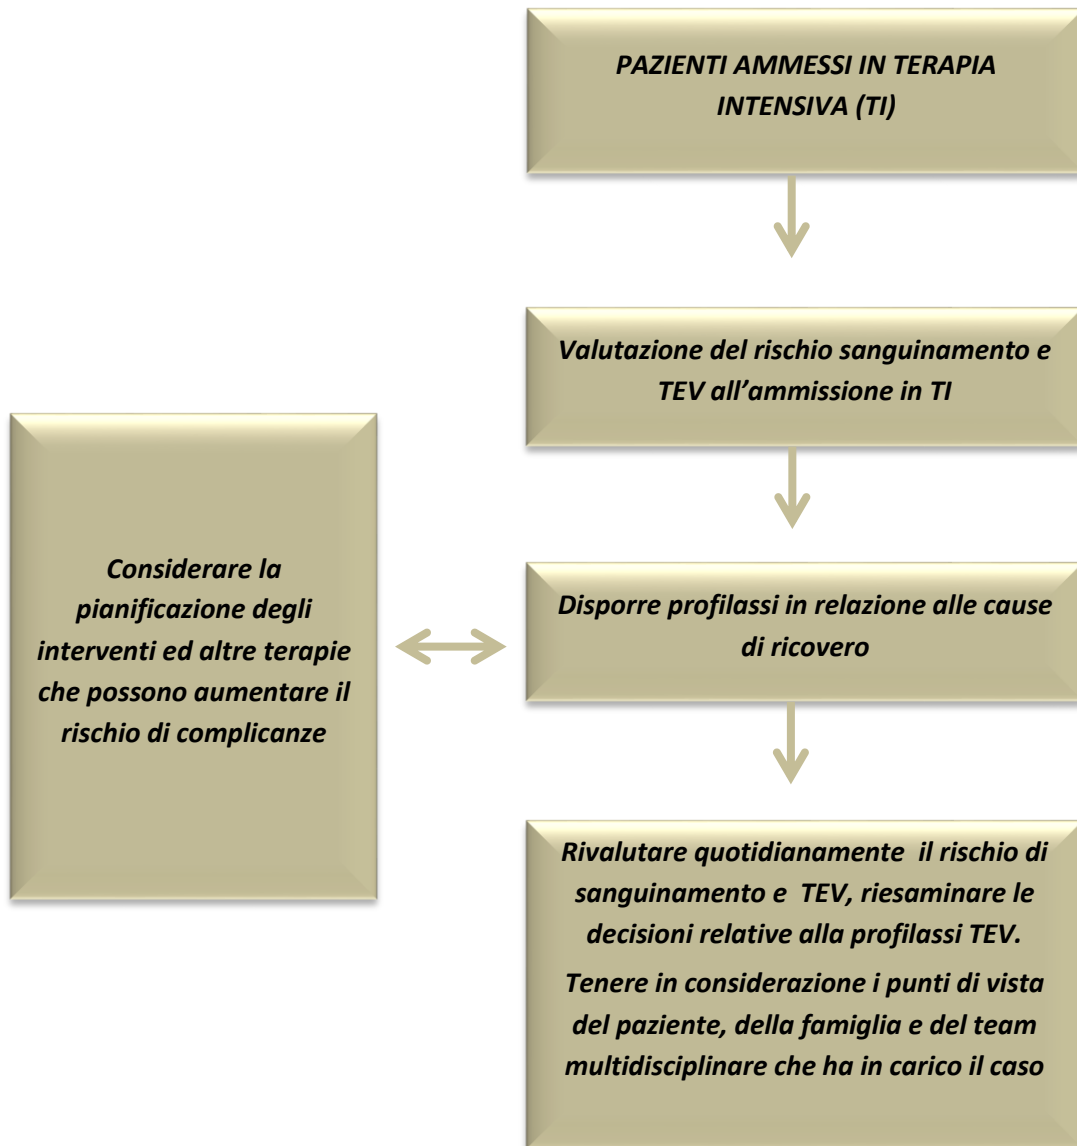 PAZIENTI AMMESSI IN TERAPIA
INTENSIVA (TI)
Valutazione del rischio sanguinamento e
TEV all’ammissione in TI
Considerare la
pianificazione degli
interventi ed altre terapie
che possono aumentare il
rischio di complicanze
Disporre profilassi in relazione alle cause
di ricovero
Rivalutare quotidianamente il rischio di
sanguinamento e TEV, riesaminare le
decisioni relative alla profilassi TEV.
Tenere in considerazione i punti di vista
del paziente, della famiglia e del team
multidisciplinare che ha in carico il caso